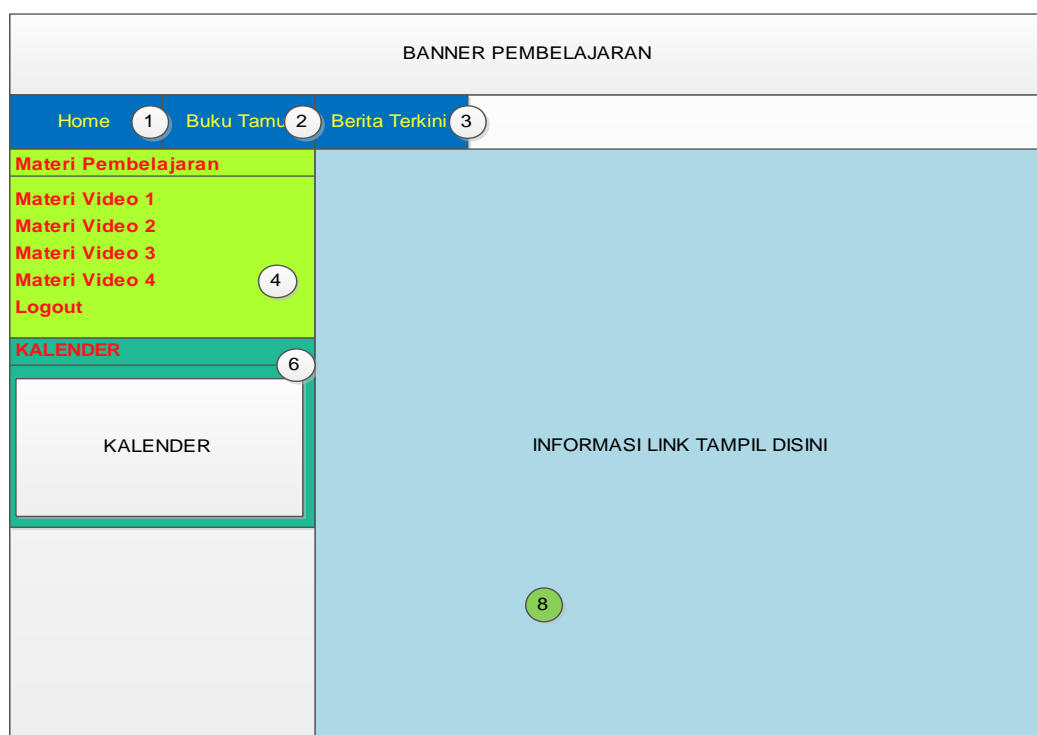 BANNER PEMBELAJARAN
Home 1 Buku Tamu 2 Berita Terkini 3
Materi Pembelajaran
Materi Video 1
Materi Video 2
Materi Video 3
Materi Video 4
4
Logout
KALENDER
6
KALENDER
INFORMASI LINK TAMPIL DISINI
8